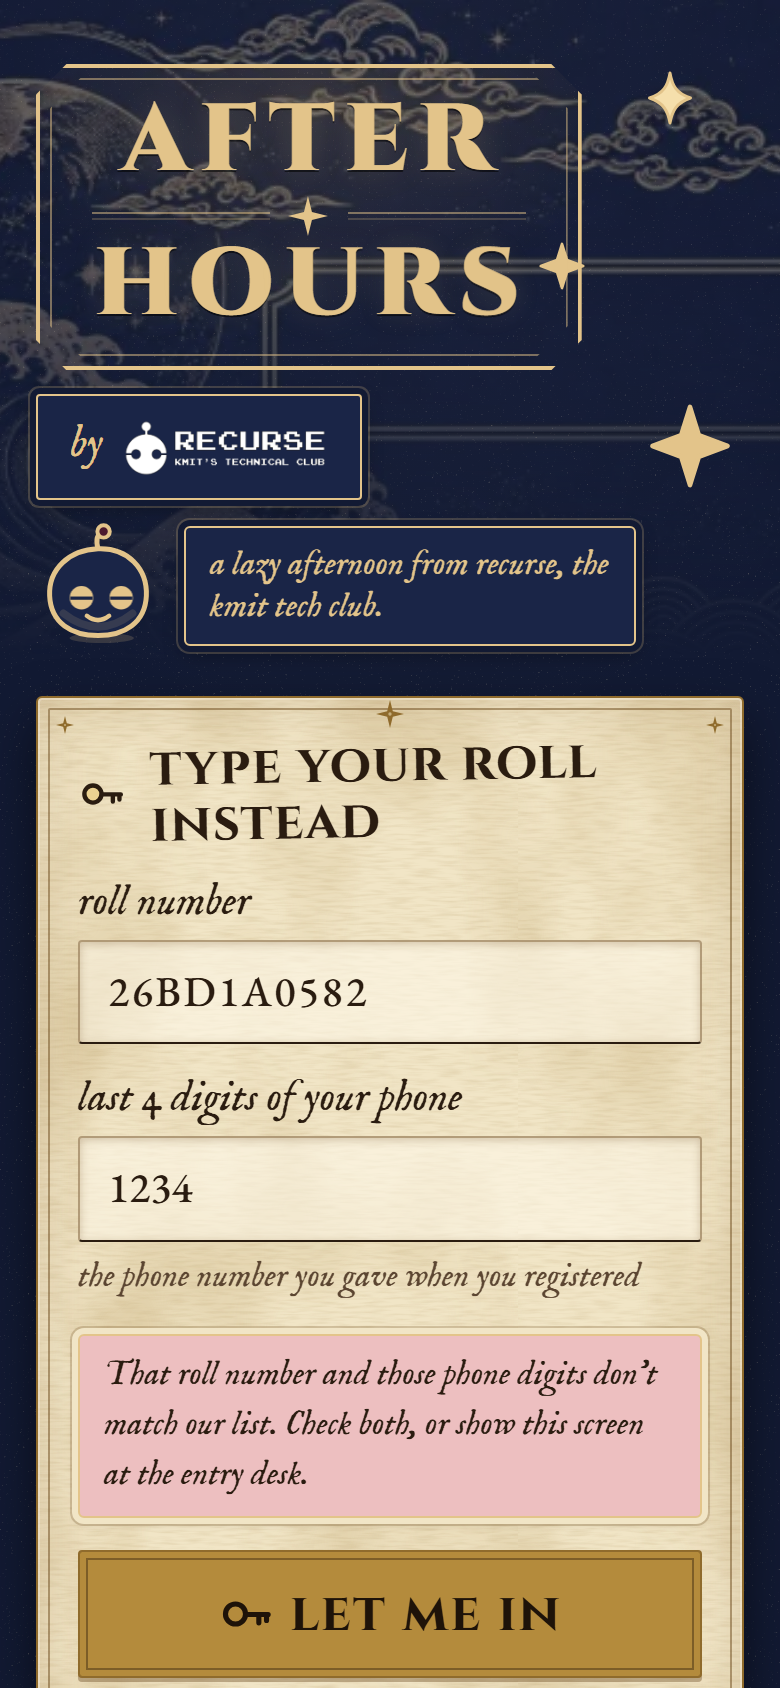 AFTER
HOURS
by RECURSE
KMIT'S TECHNICAL CLUB
a lazy afternoon from recurse, the
kmit tech club.
TYPE YOUR ROLL
INSTEAD
roll number
26BD1A0582
last 4 digits of your phone
1234
the phone number you gave when you registered
That roll number and those phone digits don’t
match our list. Check both, or show this screen
at the entry desk.
LET ME IN